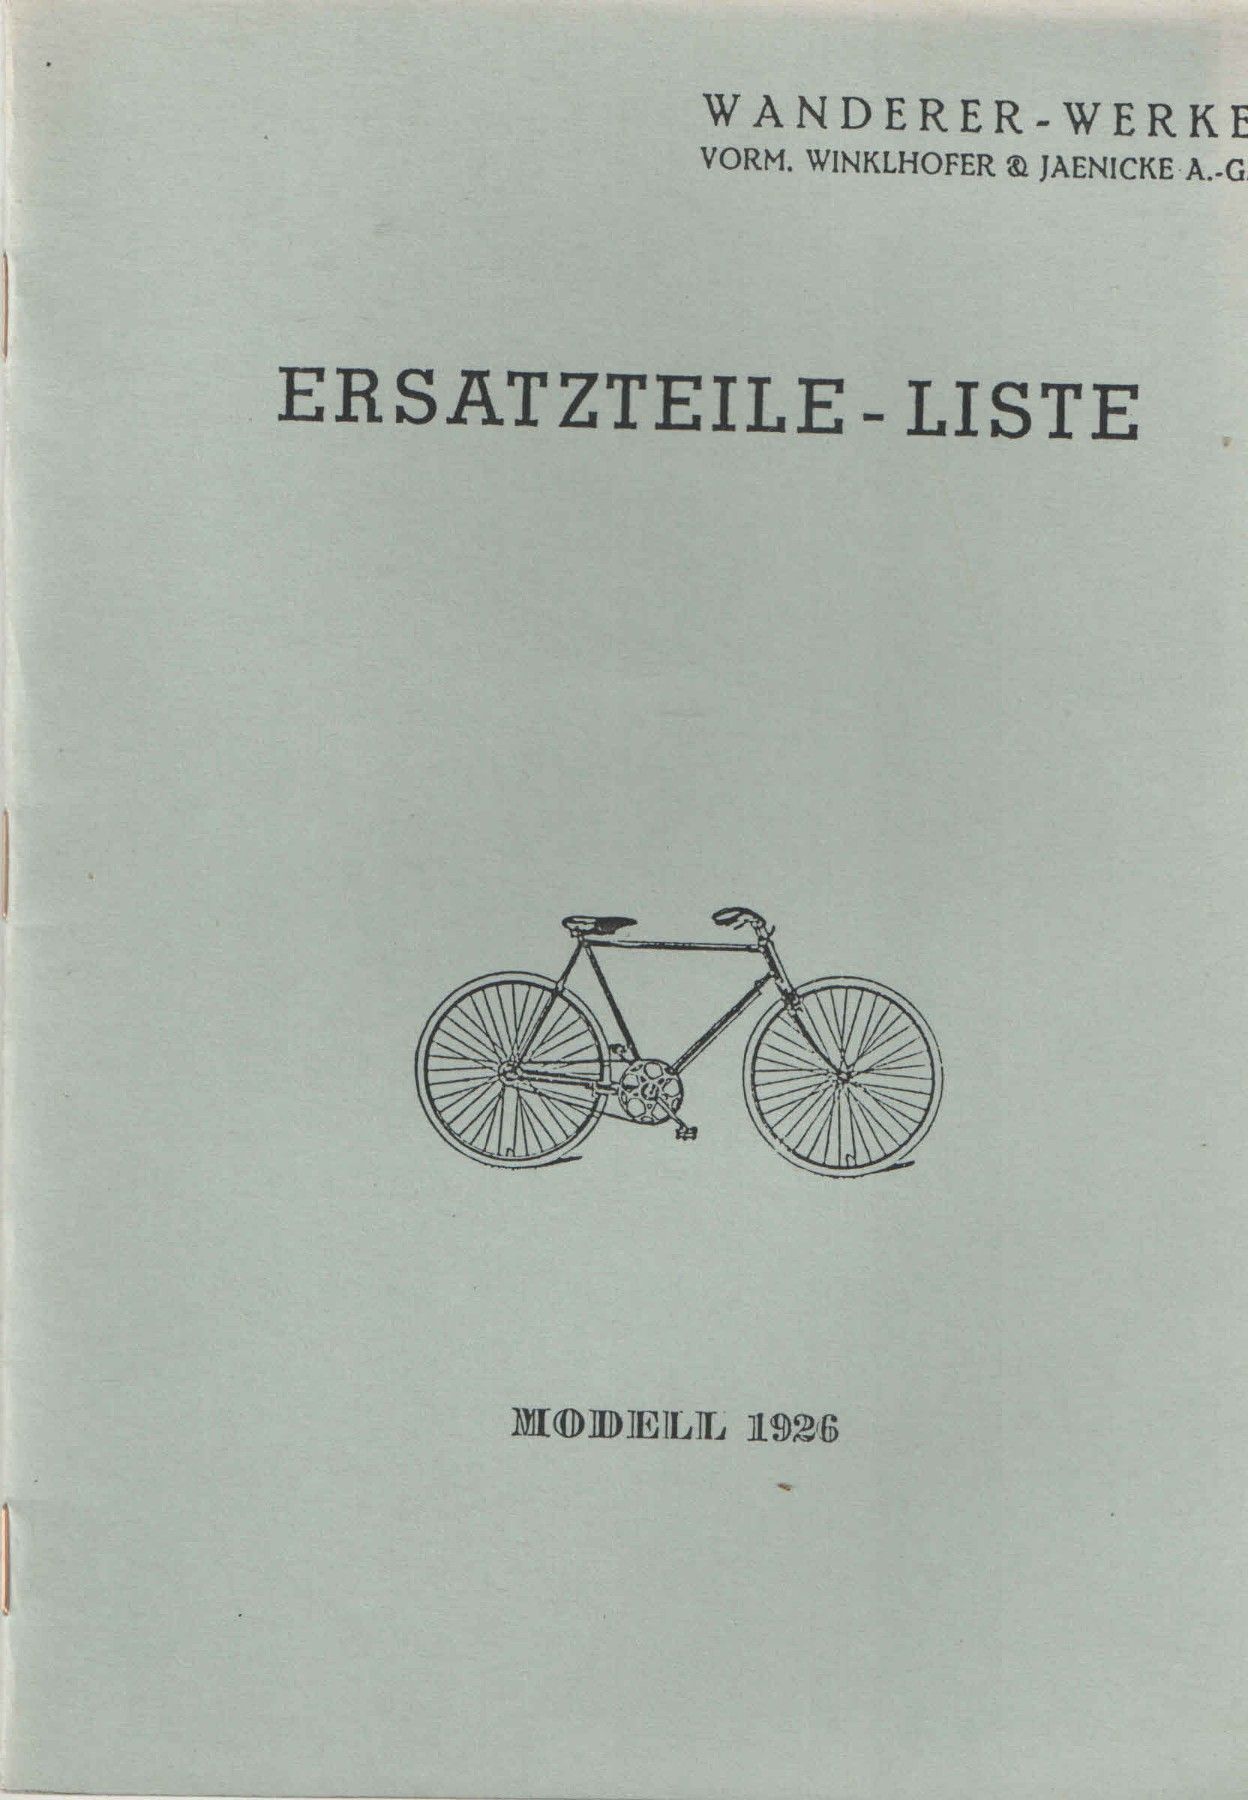 WANDERER-WERKE
VORM. WINKLHOFER & JAENICKE A.-G.
ERSATZTEILE-LISTE
MODELL 1926